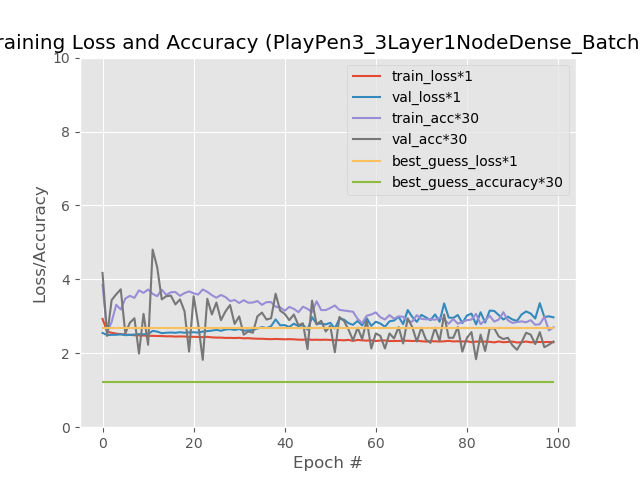 raining Loss and Accuracy (PlayPen3_3Layer1NodeDense_Batch
10
8
6
4
2
0
Loss/Accuracy
train_loss*1
val_loss*1
train_acc*30
val_acc*30
best_guess_loss*1
best_guess_accuracy*30
0 20 40 60 80 100
Epoch #